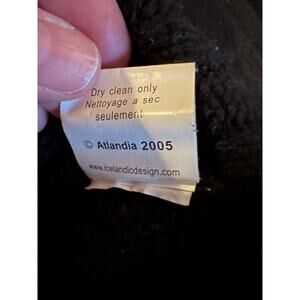 Dry clean only
Nettoyage a sec
seulement
© Atlandia 2005
www.icelandicdesign.com